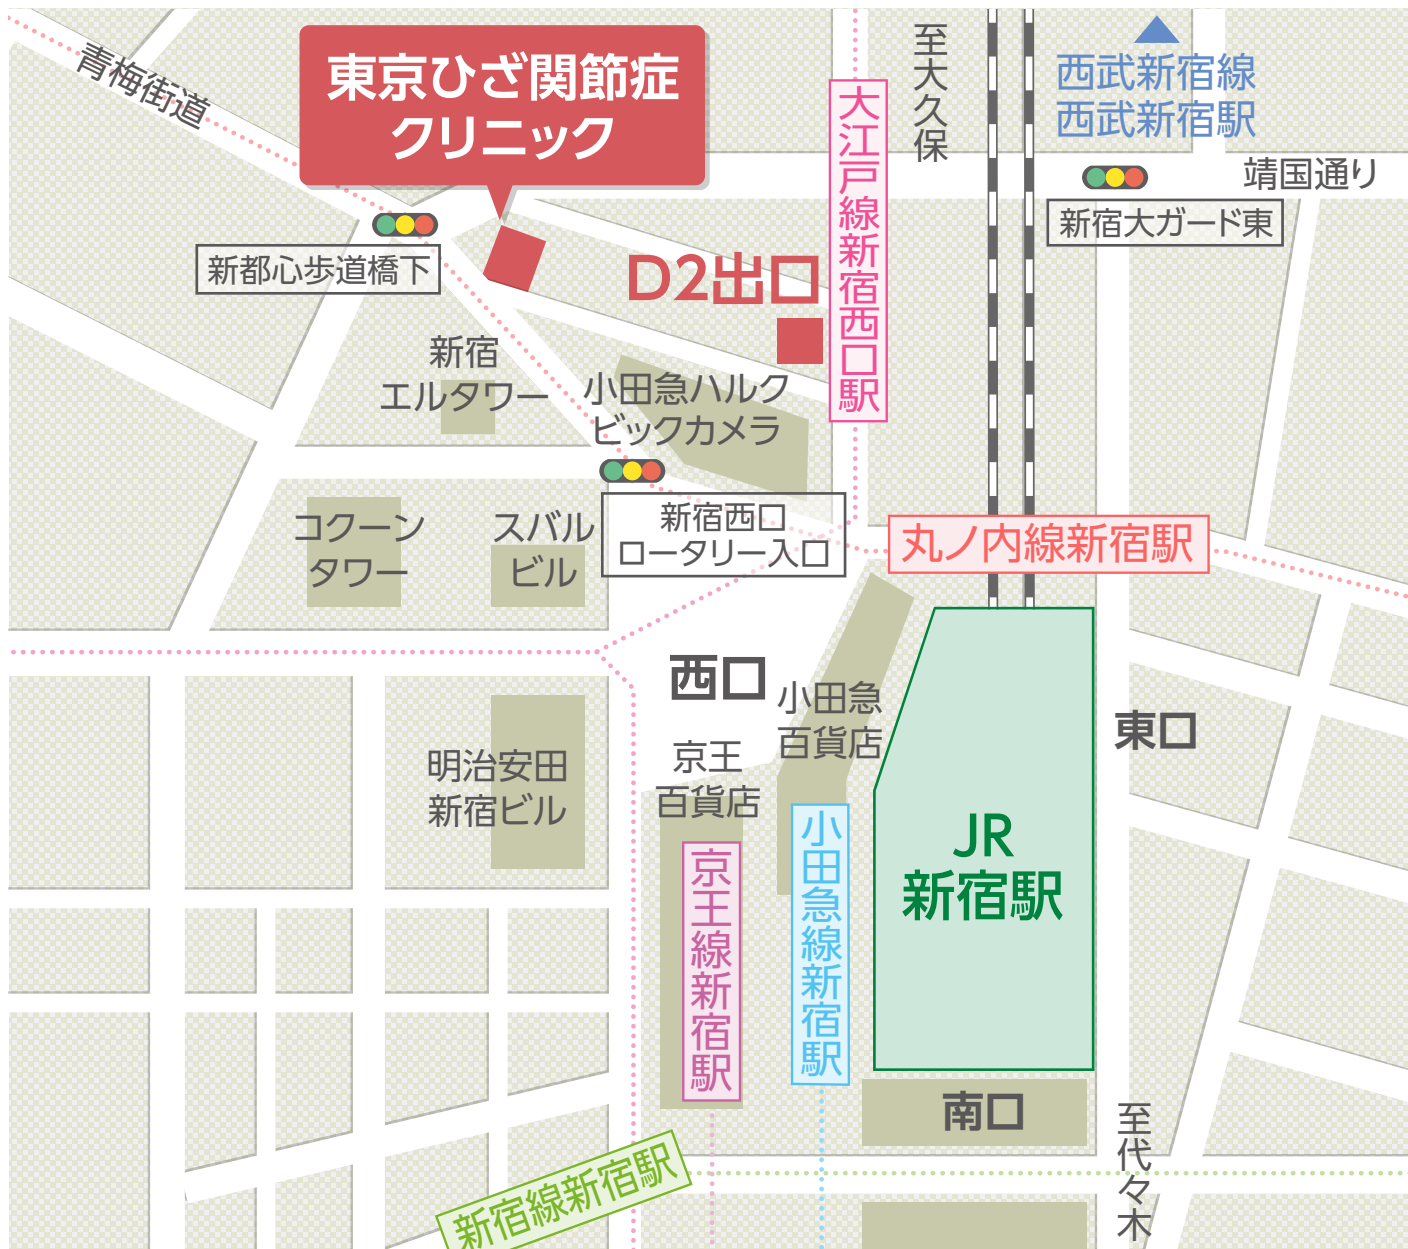 青梅街道
東京ひざ関節症
クリニック
至大久保
西武新宿線
西武新宿駅
大江戸線新宿西口駅
靖国通り
新宿大ガード東
新都心歩道橋下
D2出口
新宿
エルタワー
小田急ハルク
ビックカメラ
新宿西口
ロータリー入口
丸ノ内線新宿駅
コクーン
タワー
スバル
ビル
西口
小田急
百貨店
東口
京王
百貨店
明治安田
新宿ビル
JR
新宿駅
京王線新宿駅
小田急線新宿駅
南口
至代々木
新宿線新宿駅